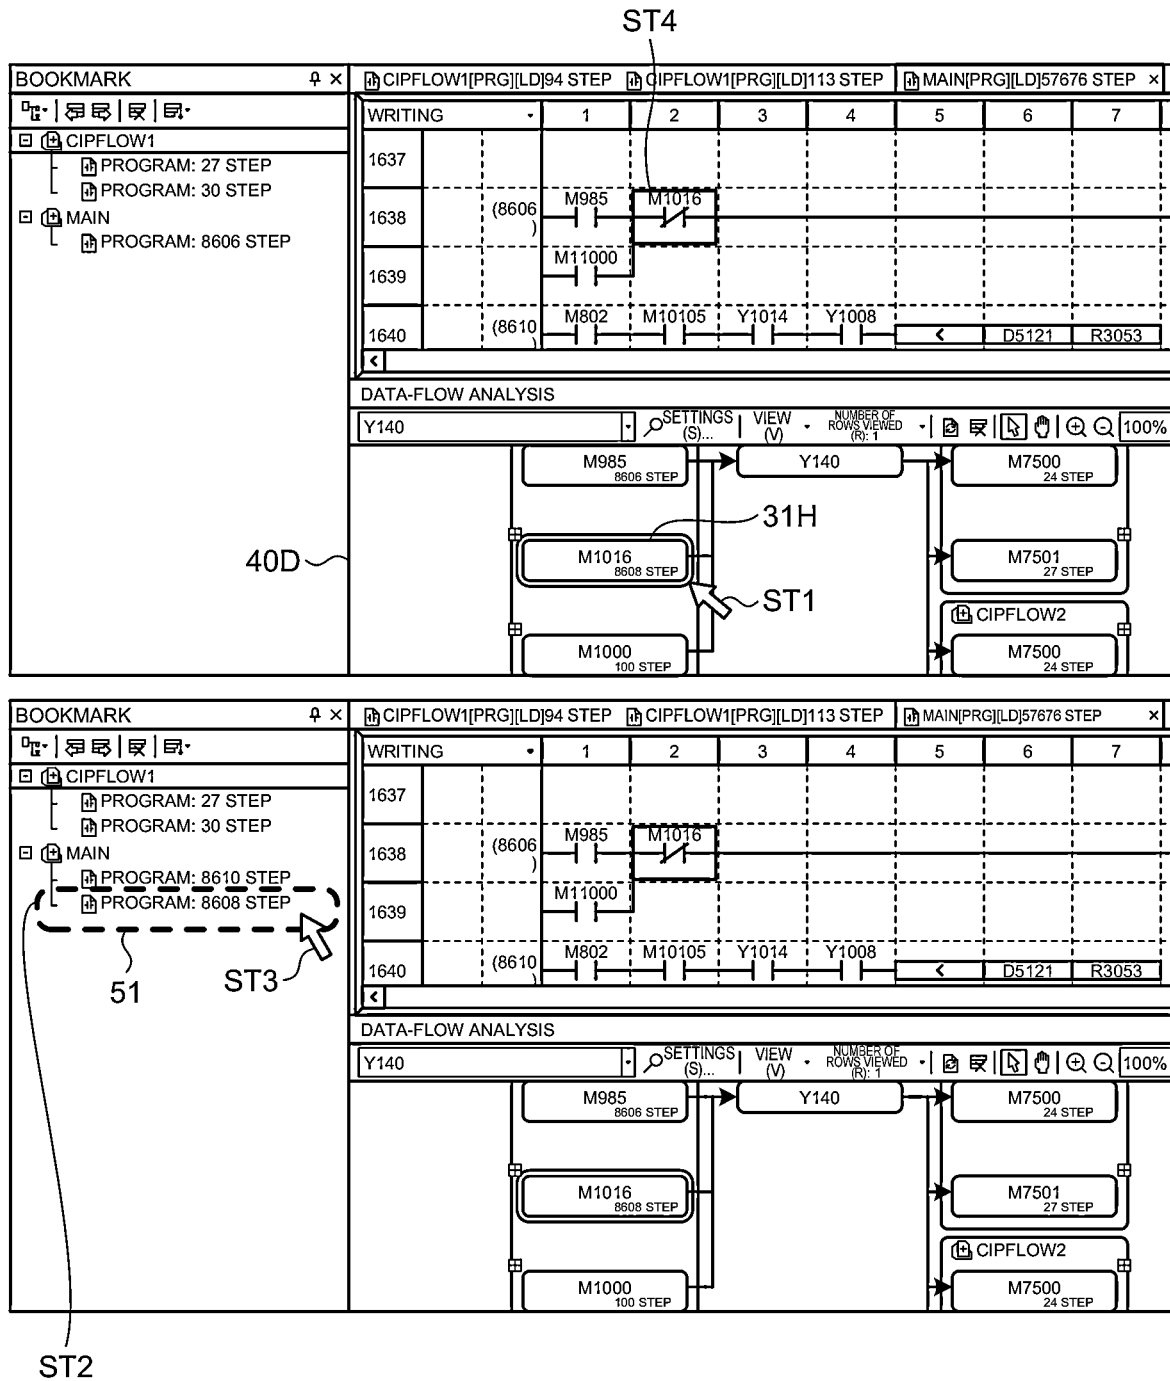 ST4
BOOKMARK
CIPFLOW1[PRG][LD]94 STEP CIPFLOW1[PRG][LD]113 STEP MAIN[PRG][LD]57676 STEP ×
CIPFLOW1
PROGRAM: 27 STEP
PROGRAM: 30 STEP
MAIN
PROGRAM: 8606 STEP
WRITING 1 2 3 4 5 6 7
1637
M985 M1016
1638 (8606
)
M11000
1639
M802 M10105 Y1014 Y1008
1640 (8610 < D5121 R3053
)
<
DATA-FLOW ANALYSIS
Y140 SETTINGS (S)... VIEW (V) NUMBER OF ROWS VIEWED (R): 1 100%
M985 Y140 M7500
8606 STEP 24 STEP
31H
40D
M1016 M7501
8608 STEP 27 STEP
ST1
CIPFLOW2
M1000 M7500
100 STEP 24 STEP
BOOKMARK
CIPFLOW1[PRG][LD]94 STEP CIPFLOW1[PRG][LD]113 STEP MAIN[PRG][LD]57676 STEP ×
CIPFLOW1
PROGRAM: 27 STEP
PROGRAM: 30 STEP
MAIN
PROGRAM: 8610 STEP
PROGRAM: 8608 STEP
51
ST3
WRITING 1 2 3 4 5 6 7
1637
M985 M1016
1638 (8606
)
M11000
1639
M802 M10105 Y1014 Y1008
1640 (8610 < D5121 R3053
)
<
DATA-FLOW ANALYSIS
Y140 SETTINGS (S)... VIEW (V) NUMBER OF ROWS VIEWED (R): 1 100%
M985 Y140 M7500
8606 STEP 24 STEP
M1016 M7501
8608 STEP 27 STEP
CIPFLOW2
M1000 M7500
100 STEP 24 STEP
ST2